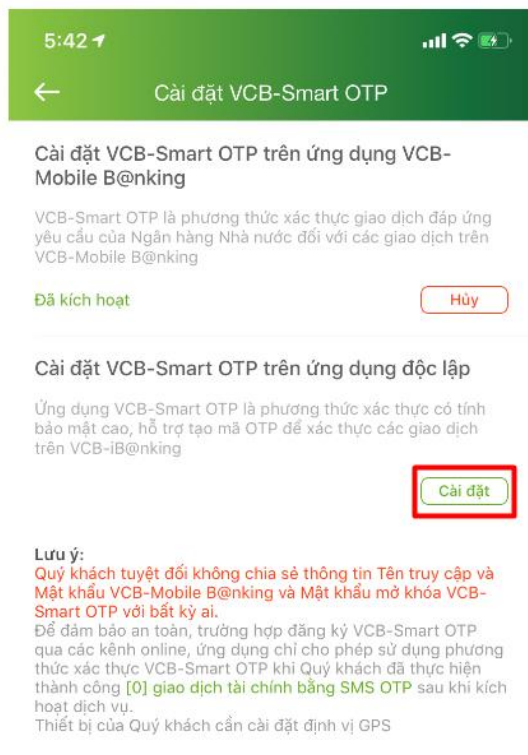 5:42
Cài đặt VCB-Smart OTP
Cài đặt VCB-Smart OTP trên ứng dụng VCB-
Mobile B@nking
VCB-Smart OTP là phương thức xác thực giao dịch đáp ứng
yêu cầu của Ngân hàng Nhà nước đối với các giao dịch trên
VCB-Mobile B@nking
Đã kích hoạt
Hủy
Cài đặt VCB-Smart OTP trên ứng dụng độc lập
Ứng dụng VCB-Smart OTP là phương thức xác thực có tính
bảo mật cao, hỗ trợ tạo mã OTP để xác thực các giao dịch
trên VCB-iB@nking
Cài đặt
Lưu ý:
Quý khách tuyệt đối không chia sẻ thông tin Tên truy cập và
Mật khẩu VCB-Mobile B@nking và Mật khẩu mở khóa VCB-
Smart OTP với bất kỳ ai.
Để đảm bảo an toàn, trường hợp đăng ký VCB-Smart OTP
qua các kênh online, ứng dụng chỉ cho phép sử dụng phương
thức xác thực VCB-Smart OTP khi Quý khách đã thực hiện
thành công [0] giao dịch tài chính bằng SMS OTP sau khi kích
hoạt dịch vụ.
Thiết bị của Quý khách cần cài đặt định vị GPS